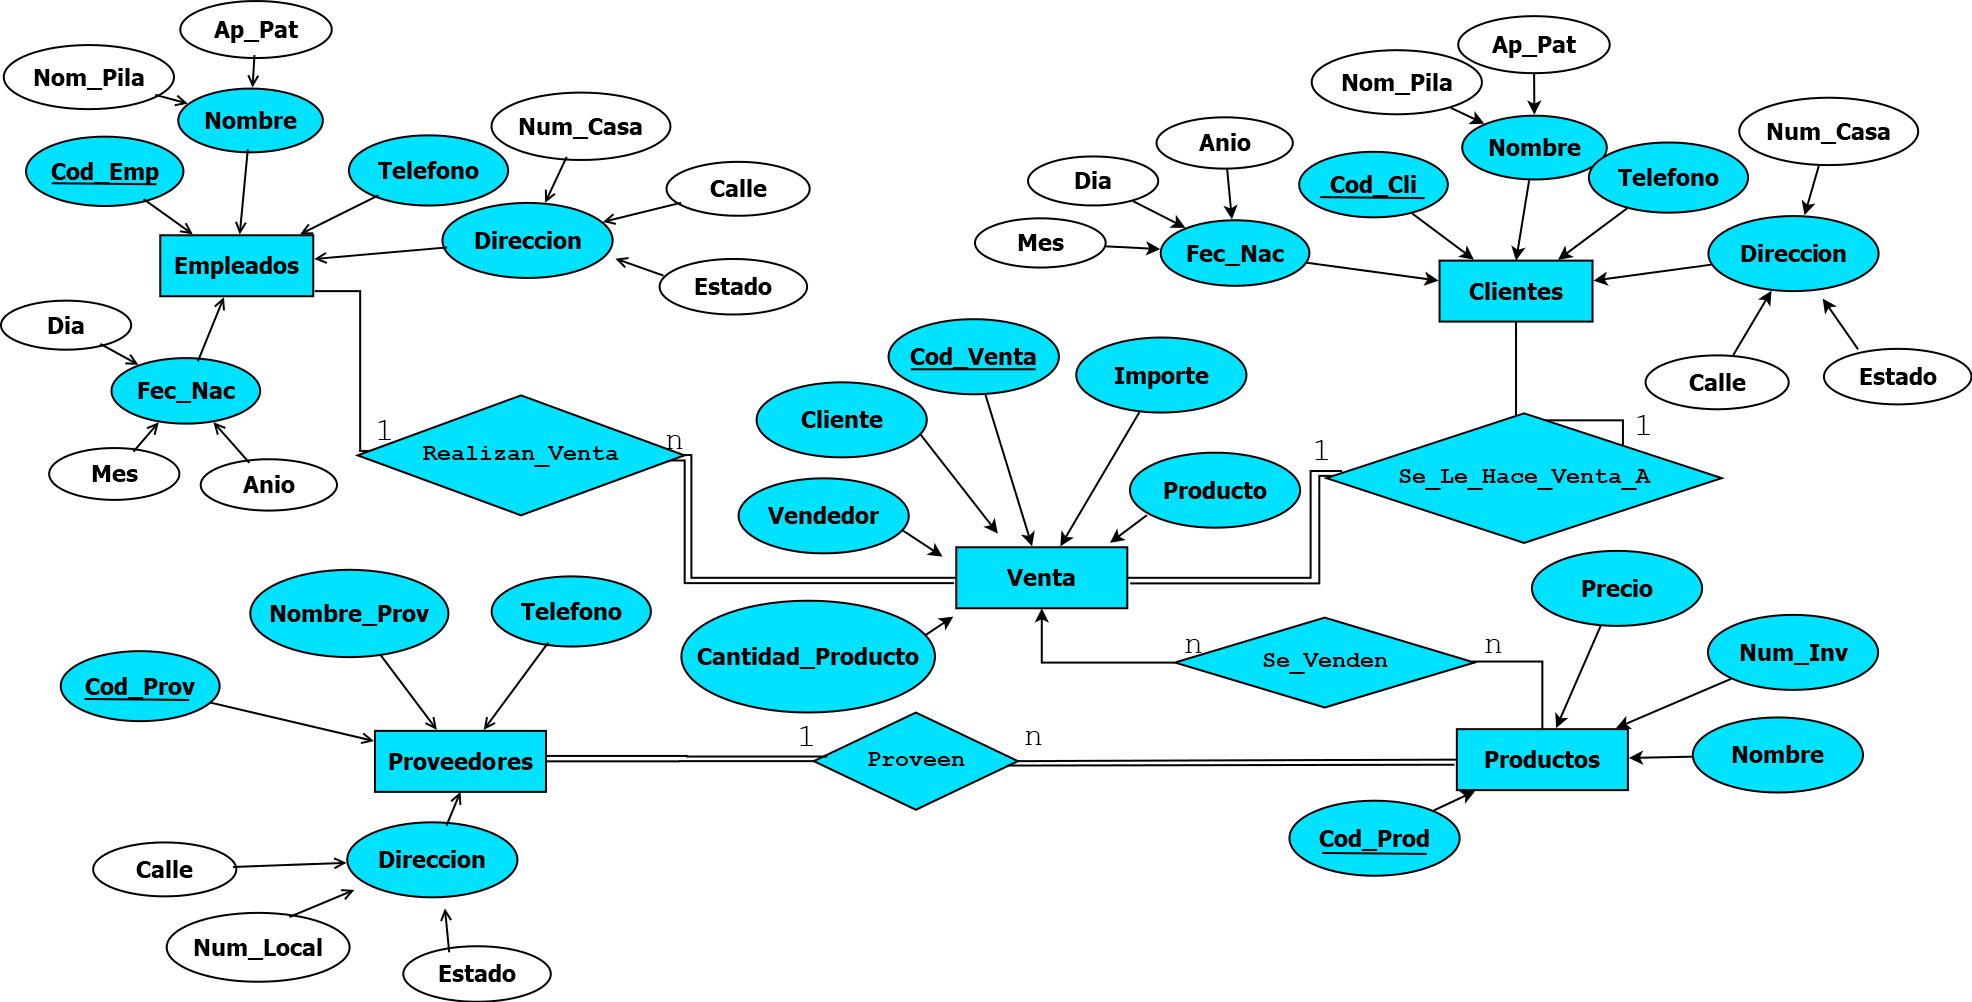 Ap_Pat
Nom_Pila
Nombre
Cod_Emp
Telefono
Num_Casa
Calle
Direccion
Estado
Empleados
Dia
Fec_Nac
Mes
Anio
1
Realizan_Venta
n
Ap_Pat
Nom_Pila
Anio
Nombre
Num_Casa
Dia
Cod_Cli
Telefono
Mes
Fec_Nac
Direccion
Clientes
Calle
Estado
1
1
Se_Le_Hace_Venta_A
Cod_Venta
Importe
Cliente
Producto
Vendedor
Venta
Cantidad_Producto
n
Se_Venden
n
Precio
Num_Inv
Nombre
Productos
Cod_Prod
Nombre_Prov
Telefono
Cod_Prov
Proveedores
1
Proveen
n
Direccion
Calle
Num_Local
Estado